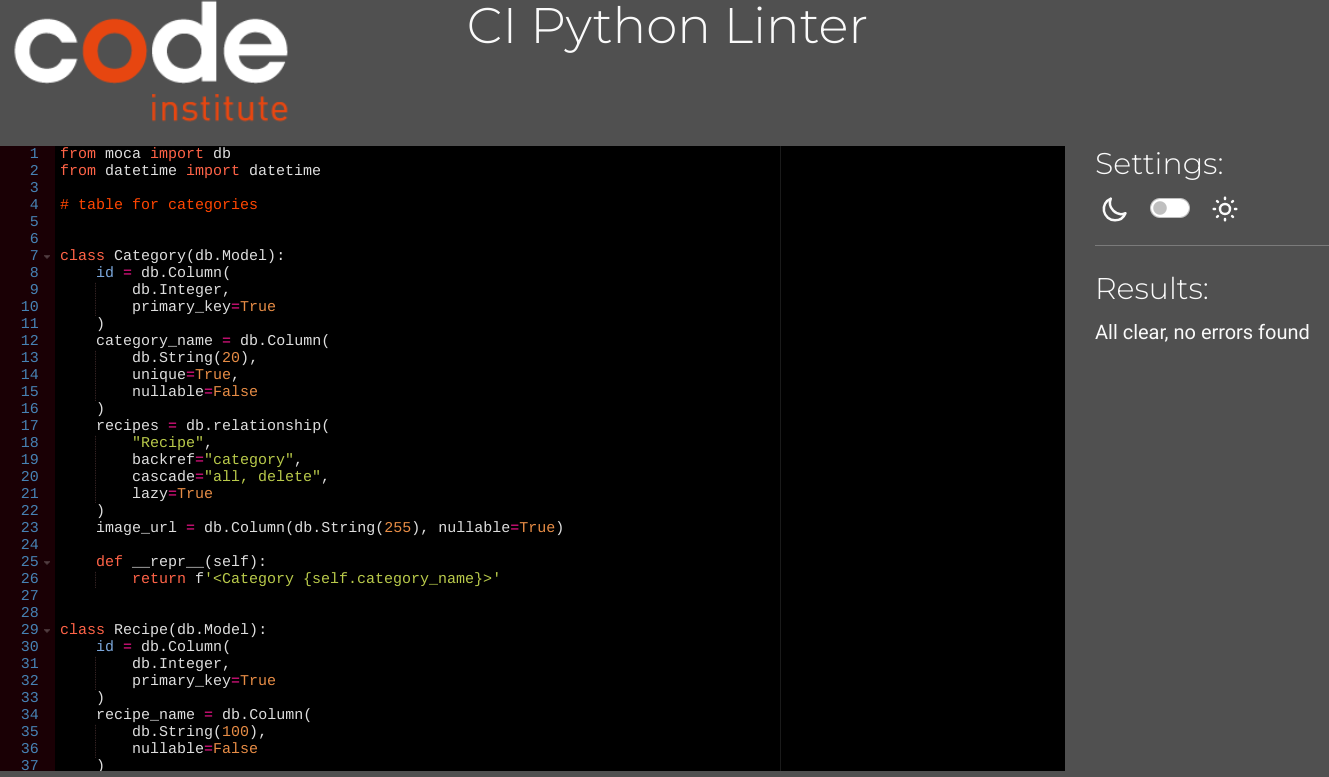 code
institute
CI Python Linter
1 from moca import db
2 from datetime import datetime
3
4 # table for categories
5
6
7 class Category(db.Model):
8     id = db.Column(
9         db.Integer,
10         primary_key=True
11     )
12     category_name = db.Column(
13         db.String(20),
14         unique=True,
15         nullable=False
16     )
17     recipes = db.relationship(
18         "Recipe",
19         backref="category",
20         cascade="all, delete",
21         lazy=True
22     )
23     image_url = db.Column(db.String(255), nullable=True)
24
25     def __repr__(self):
26         return f'<Category {self.category_name}>'
27
28
29 class Recipe(db.Model):
30     id = db.Column(
31         db.Integer,
32         primary_key=True
33     )
34     recipe_name = db.Column(
35         db.String(100),
36         nullable=False
37     )
Settings:
Results:
All clear, no errors found